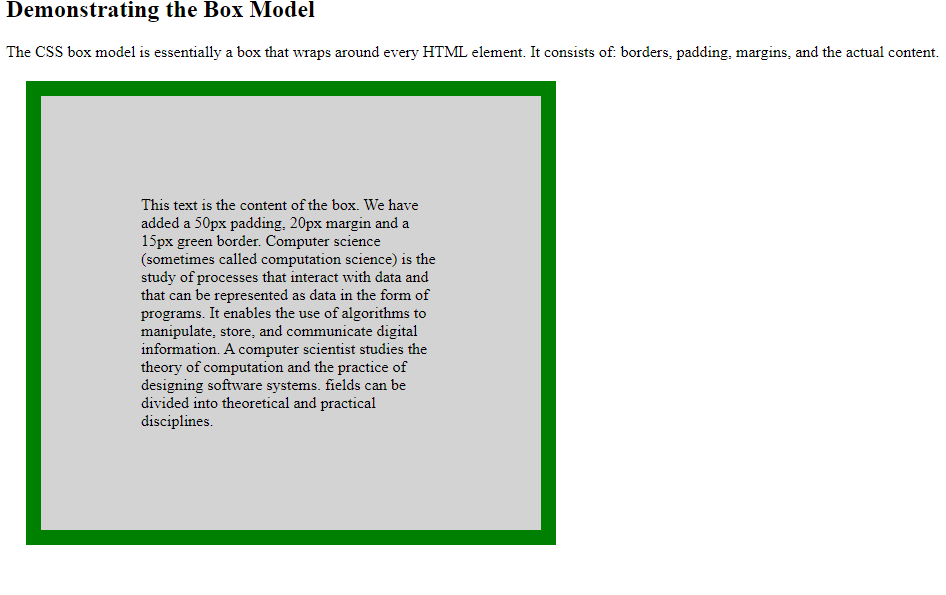 Demonstrating the Box Model
The CSS box model is essentially a box that wraps around every HTML element. It consists of: borders, padding, margins, and the actual content.
This text is the content of the box. We have
added a 50px padding, 20px margin and a
15px green border. Computer science
(sometimes called computation science) is the
study of processes that interact with data and
that can be represented as data in the form of
programs. It enables the use of algorithms to
manipulate, store, and communicate digital
information. A computer scientist studies the
theory of computation and the practice of
designing software systems. fields can be
divided into theoretical and practical
disciplines.